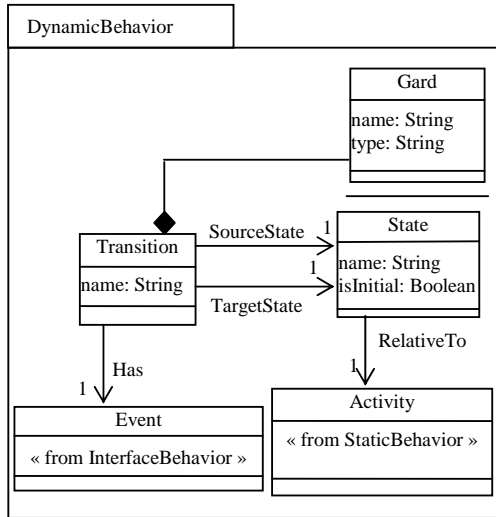 DynamicBehavior
Gard
name: String
type: String
SourceState
1
State
Transition
name: String
name: String
isInitial: Boolean
1
TargetState
RelativeTo
Has
1
1
Event
Activity
« from InterfaceBehavior »
« from StaticBehavior »